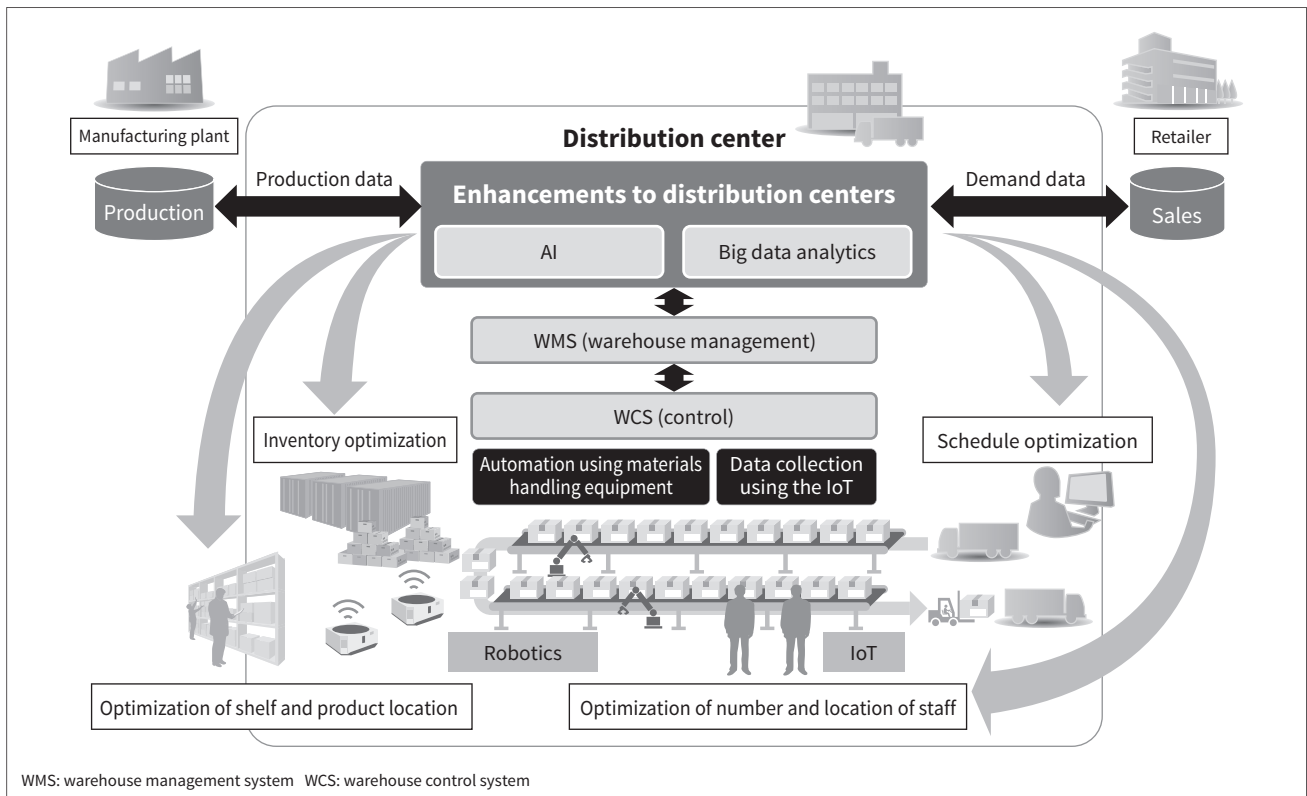 Manufacturing plant
Production
Production data
Distribution center
Enhancements to distribution centers
AI
Big data analytics
Demand data
Retailer
Sales
WMS (warehouse management)
WCS (control)
Inventory optimization
Automation using materials
handling equipment
Data collection
using the IoT
Schedule optimization
Robotics
IoT
Optimization of shelf and product location
Optimization of number and location of staff
WMS: warehouse management system WCS: warehouse control system